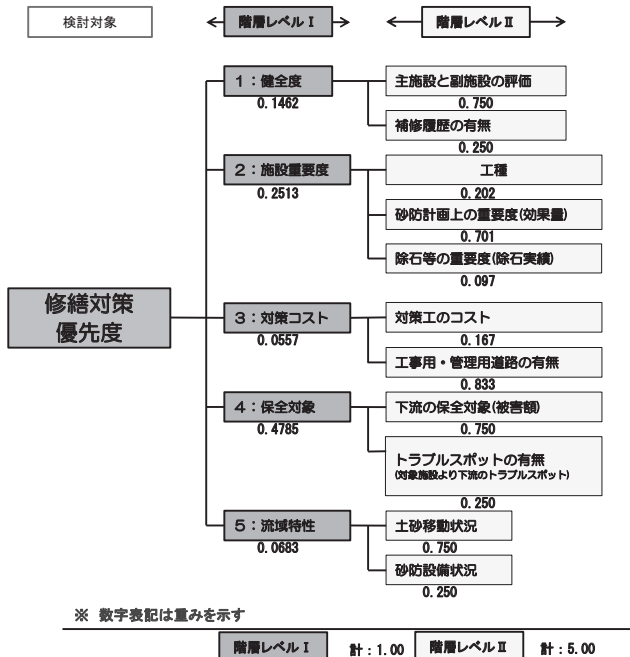 検討対象
階層レベルⅠ
階層レベルⅡ
1：健全度
0.1462
主施設と副施設の評価
0.750
補修履歴の有無
0.250
2：施設重要度
0.2513
工種
0.202
砂防計画上の重要度(効果量)
0.701
除石等の重要度(除石実績)
0.097
修繕対策
優先度
3：対策コスト
0.0557
対策工のコスト
0.167
工事用・管理用道路の有無
0.833
4：保全対象
0.4785
下流の保全対象(被害額)
0.750
トラブルスポットの有無
(対象施設より下流のトラブルスポット)
0.250
5：流域特性
0.0683
土砂移動状況
0.750
砂防設備状況
0.250
※ 数字表記は重みを示す
階層レベルⅠ 計：1.00 階層レベルⅡ 計：5.00